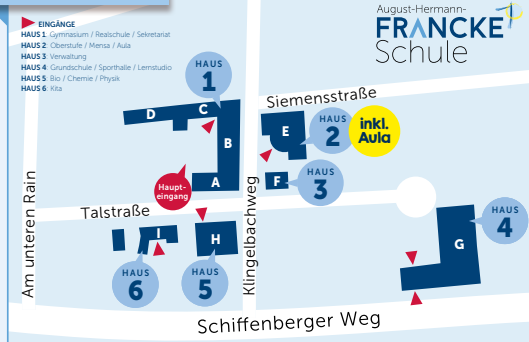 EINGÄNGE
HAUS 1: Gymnasium / Realschule / Sekretariat
HAUS 2: Oberstufe / Mensa / Aula
HAUS 3: Verwaltung
HAUS 4: Grundschule / Sporthalle / Lernstudio
HAUS 5: Bio / Chemie / Physik
HAUS 6: Kita
August-Hermann-
FRANCKE
Schule
HAUS
1
Siemensstraße
D
C
B
A
E
HAUS
2
inkl.
Aula
F
HAUS
3
Haupt-
eingang
Talstraße
Am unteren Rain
Klingelbachweg
I
H
HAUS
6
HAUS
5
G
HAUS
4
Schiffenberger Weg